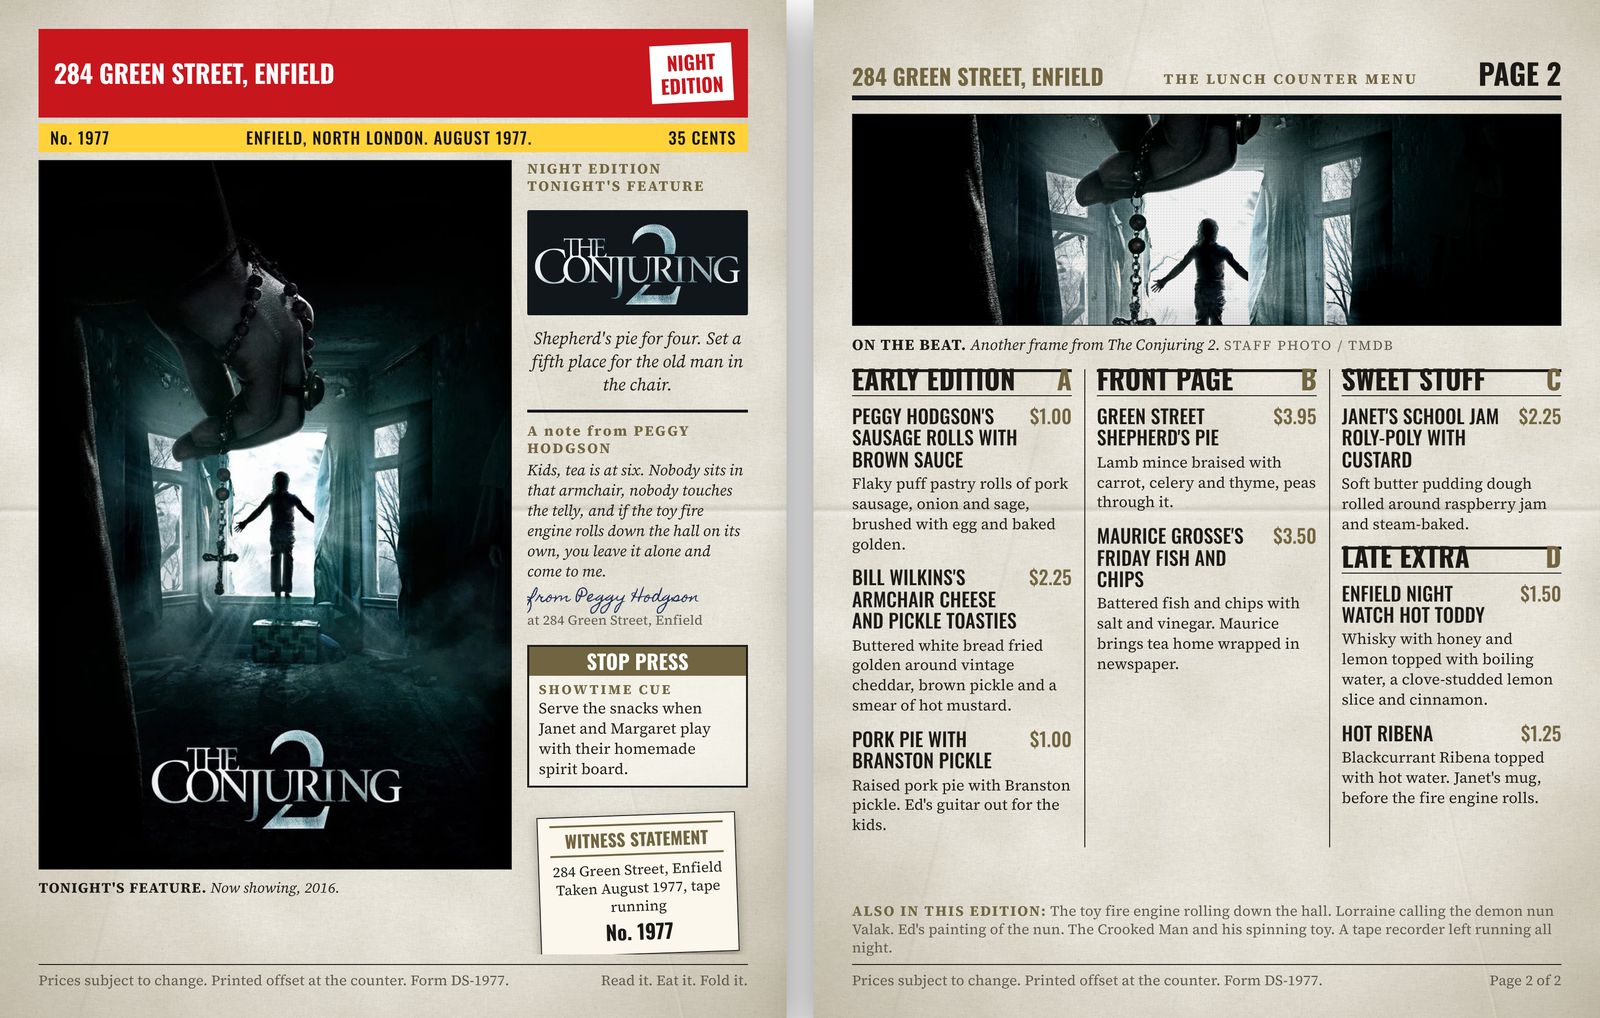 284 GREEN STREET, ENFIELD
NIGHT
EDITION
No. 1977
ENFIELD, NORTH LONDON. AUGUST 1977.
35 CENTS
NIGHT EDITION
TONIGHT'S FEATURE
THE
CONJURING
2
Shepherd's pie for four. Set a
fifth place for the old man in
the chair.
A note from PEGGY
HODGSON
Kids, tea is at six. Nobody sits in
that armchair, nobody touches
the telly, and if the toy fire
engine rolls down the hall on its
own, you leave it alone and
come to me.
from Peggy Hodgson
at 284 Green Street, Enfield
STOP PRESS
SHOWTIME CUE
Serve the snacks when
Janet and Margaret play
with their homemade
spirit board.
WITNESS STATEMENT
284 Green Street, Enfield
Taken August 1977, tape
running
No. 1977
THE
CONJURING
2
TONIGHT'S FEATURE. Now showing, 2016.
Prices subject to change. Printed offset at the counter. Form DS-1977.
Read it. Eat it. Fold it.
284 GREEN STREET, ENFIELD
THE LUNCH COUNTER MENU
PAGE 2
ON THE BEAT. Another frame from The Conjuring 2. STAFF PHOTO / TMDB
EARLY EDITION A
PEGGY HODGSON'S $1.00
SAUSAGE ROLLS WITH
BROWN SAUCE
Flaky puff pastry rolls of pork
sausage, onion and sage,
brushed with egg and baked
golden.
BILL WILKINS'S $2.25
ARMCHAIR CHEESE
AND PICKLE TOASTIES
Buttered white bread fried
golden around vintage
cheddar, brown pickle and a
smear of hot mustard.
PORK PIE WITH $1.00
BRANSTON PICKLE
Raised pork pie with Branston
pickle. Ed's guitar out for the
kids.
FRONT PAGE B
GREEN STREET $3.95
SHEPHERD'S PIE
Lamb mince braised with
carrot, celery and thyme, peas
through it.
MAURICE GROSSE'S $3.50
FRIDAY FISH AND
CHIPS
Battered fish and chips with
salt and vinegar. Maurice
brings tea home wrapped in
newspaper.
SWEET STUFF C
JANET'S SCHOOL JAM $2.25
ROLY-POLY WITH
CUSTARD
Soft butter pudding dough
rolled around raspberry jam
and steam-baked.
LATE EXTRA D
ENFIELD NIGHT $1.50
WATCH HOT TODDY
Whisky with honey and
lemon topped with boiling
water, a clove-studded lemon
slice and cinnamon.
HOT RIBENA $1.25
Blackcurrant Ribena topped
with hot water. Janet's mug,
before the fire engine rolls.
ALSO IN THIS EDITION: The toy fire engine rolling down the hall. Lorraine calling the demon nun
Valak. Ed's painting of the nun. The Crooked Man and his spinning toy. A tape recorder left running all
night.
Prices subject to change. Printed offset at the counter. Form DS-1977.
Page 2 of 2